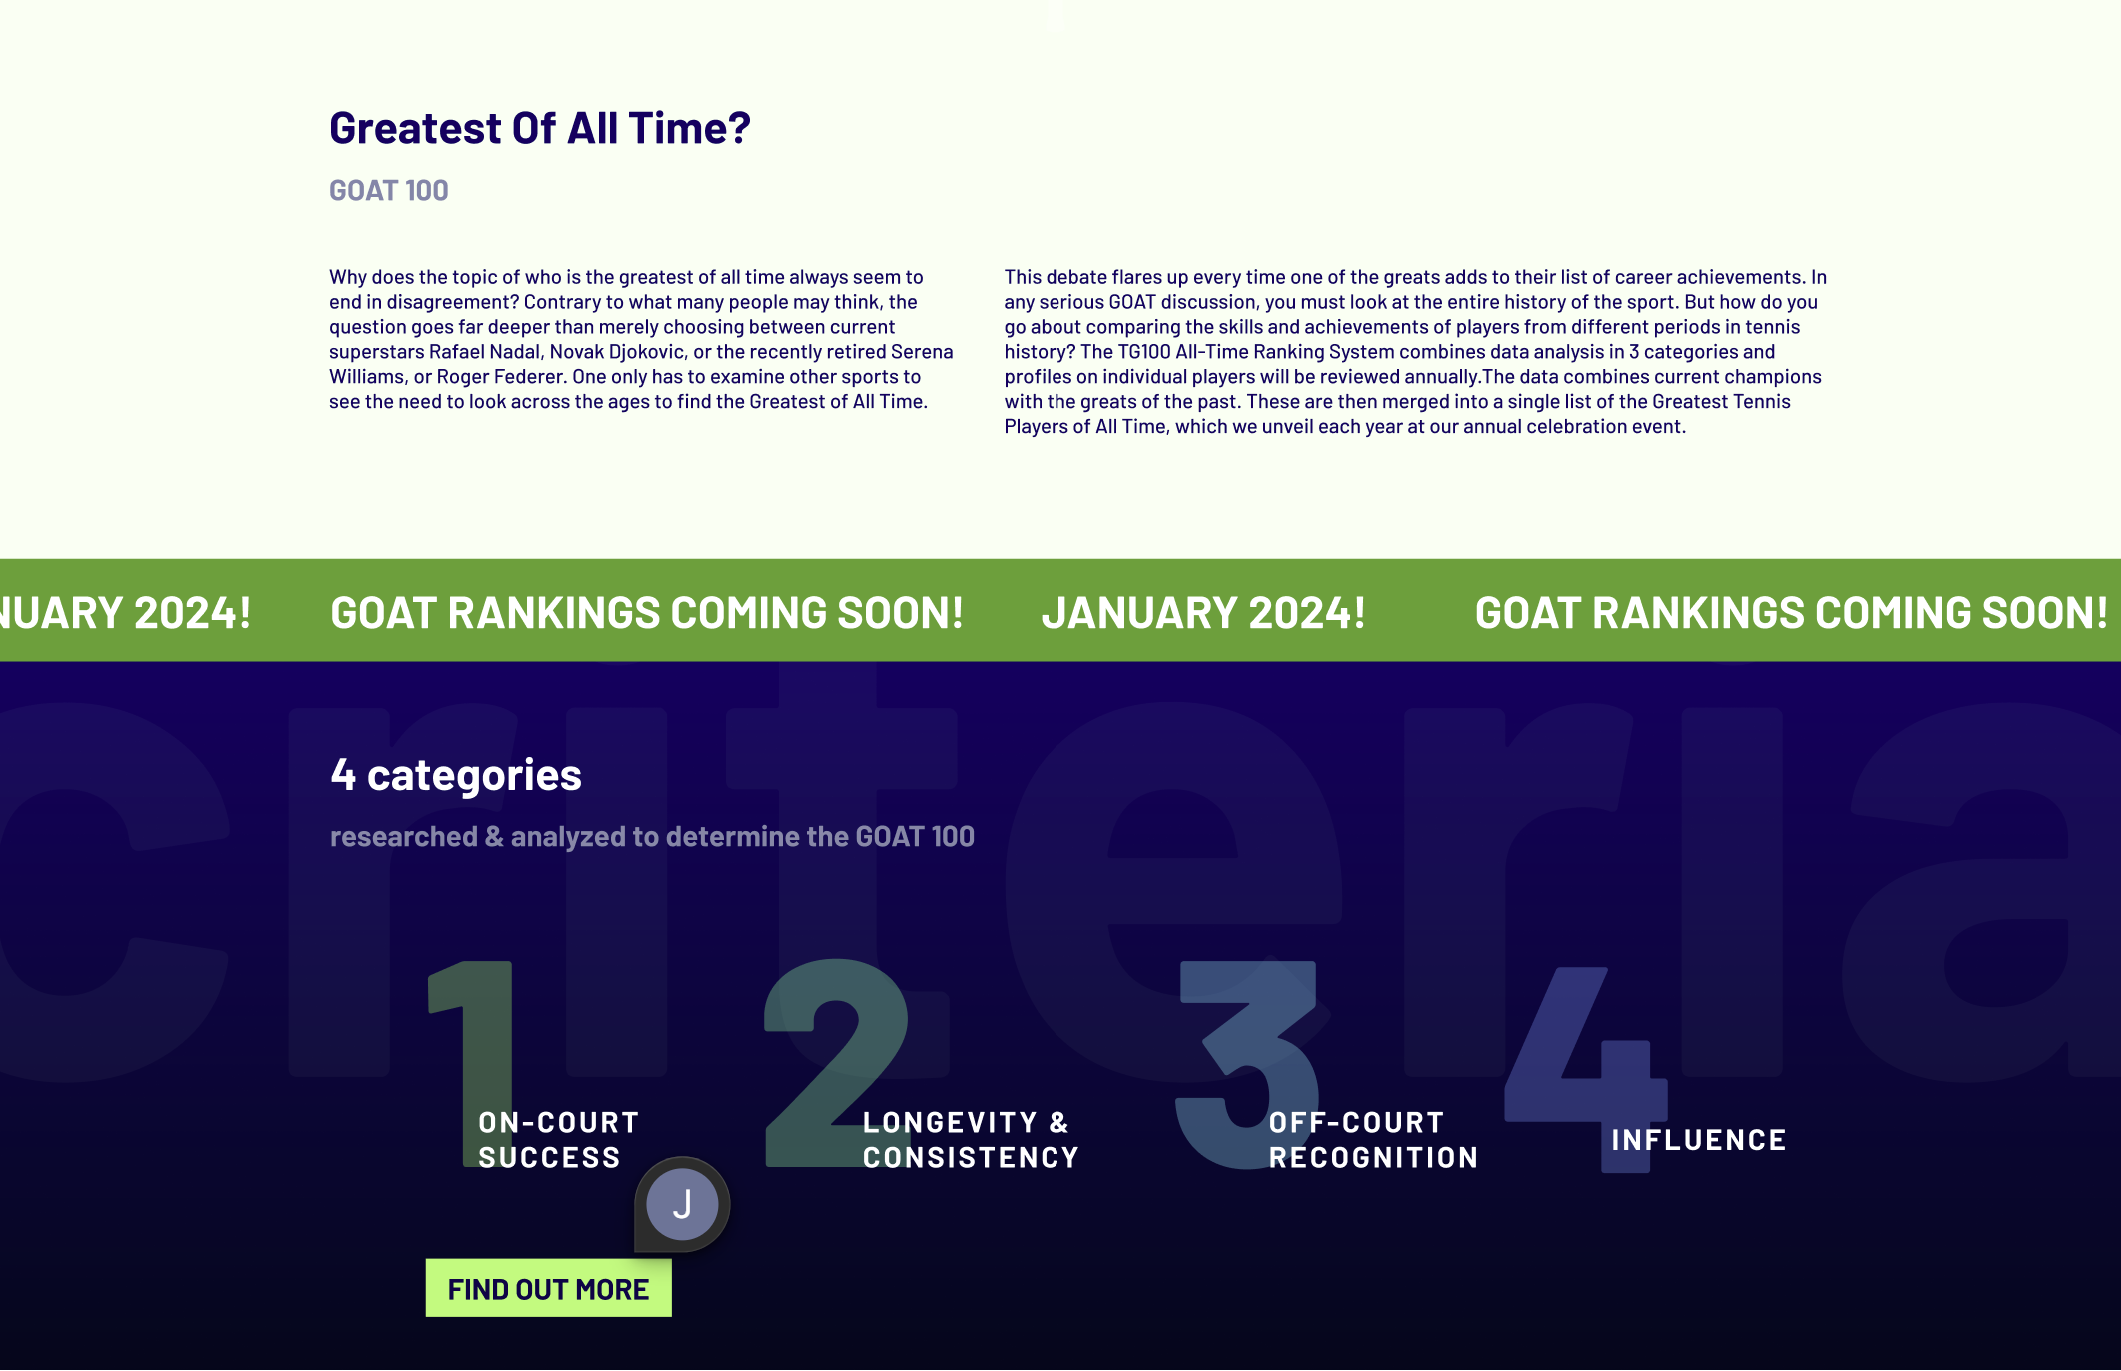 Greatest Of All Time?
GOAT 100
Why does the topic of who is the greatest of all time always seem to
end in disagreement? Contrary to what many people may think, the
question goes far deeper than merely choosing between current
superstars Rafael Nadal, Novak Djokovic, or the recently retired Serena
Williams, or Roger Federer. One only has to examine other sports to
see the need to look across the ages to find the Greatest of All Time.
This debate flares up every time one of the greats adds to their list of career achievements. In
any serious GOAT discussion, you must look at the entire history of the sport. But how do you
go about comparing the skills and achievements of players from different periods in tennis
history? The TG100 All-Time Ranking System combines data analysis in 3 categories and
profiles on individual players will be reviewed annually.The data combines current champions
with the greats of the past. These are then merged into a single list of the Greatest Tennis
Players of All Time, which we unveil each year at our annual celebration event.
NUARY 2024! GOAT RANKINGS COMING SOON! JANUARY 2024! GOAT RANKINGS COMING SOON!
criteria
4 categories
researched & analyzed to determine the GOAT 100
1
ON-COURT
SUCCESS
2
LONGEVITY &
CONSISTENCY
3
OFF-COURT
RECOGNITION
4
INFLUENCE
J
FIND OUT MORE